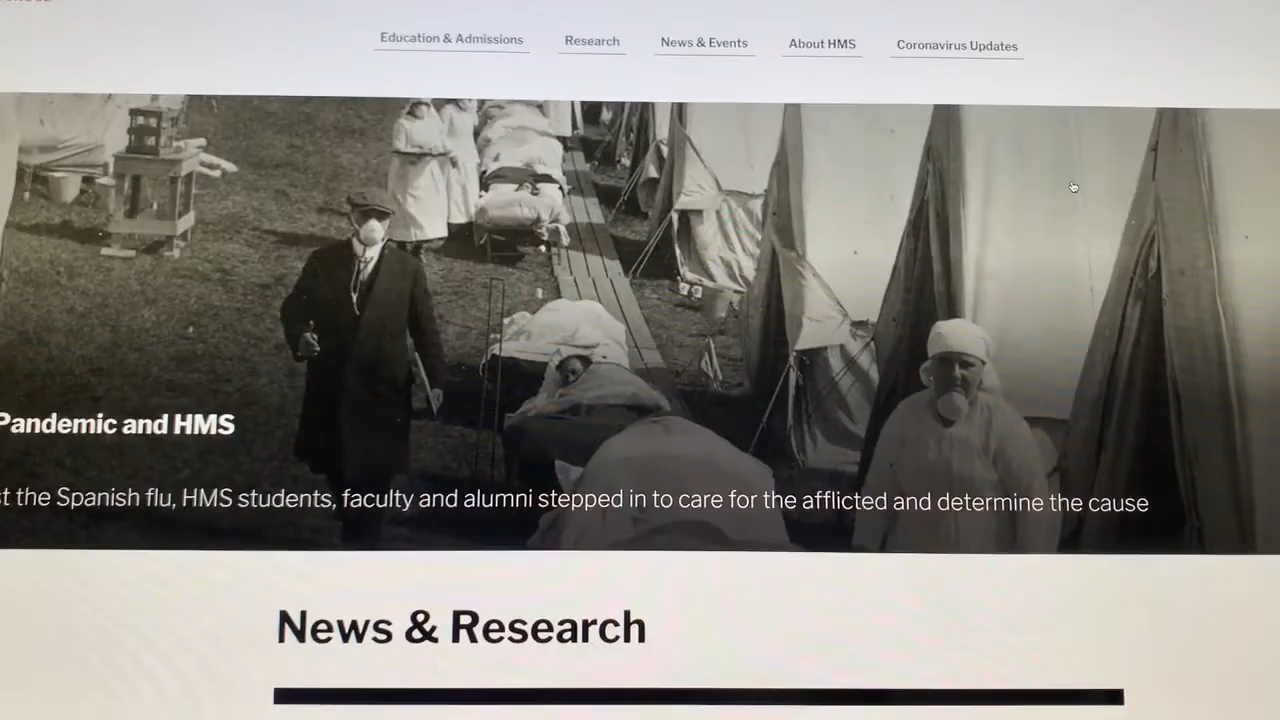 Education & Admissions Research News & Events About HMS Coronavirus Updates
Pandemic and HMS
the Spanish flu, HMS students, faculty and alumni stepped in to care for the afflicted and determine the cause
News & Research